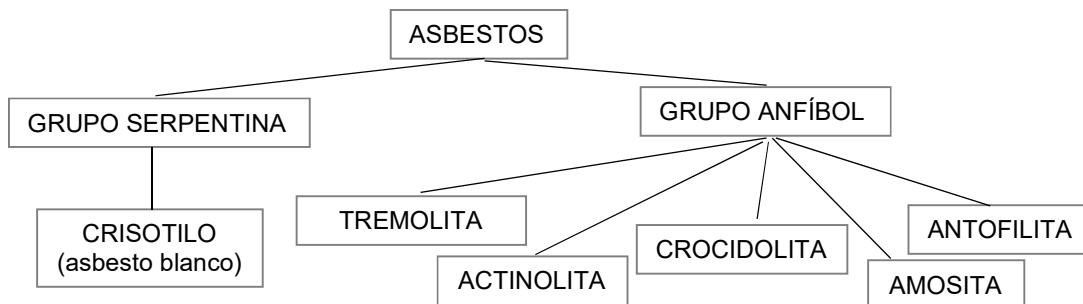 ASBESTOS
GRUPO SERPENTINA
GRUPO ANFÍBOL
CRISOTILO
(asbesto blanco)
TREMOLITA
ACTINOLITA
CROCIDOLITA
AMOSITA
ANTOFILITA